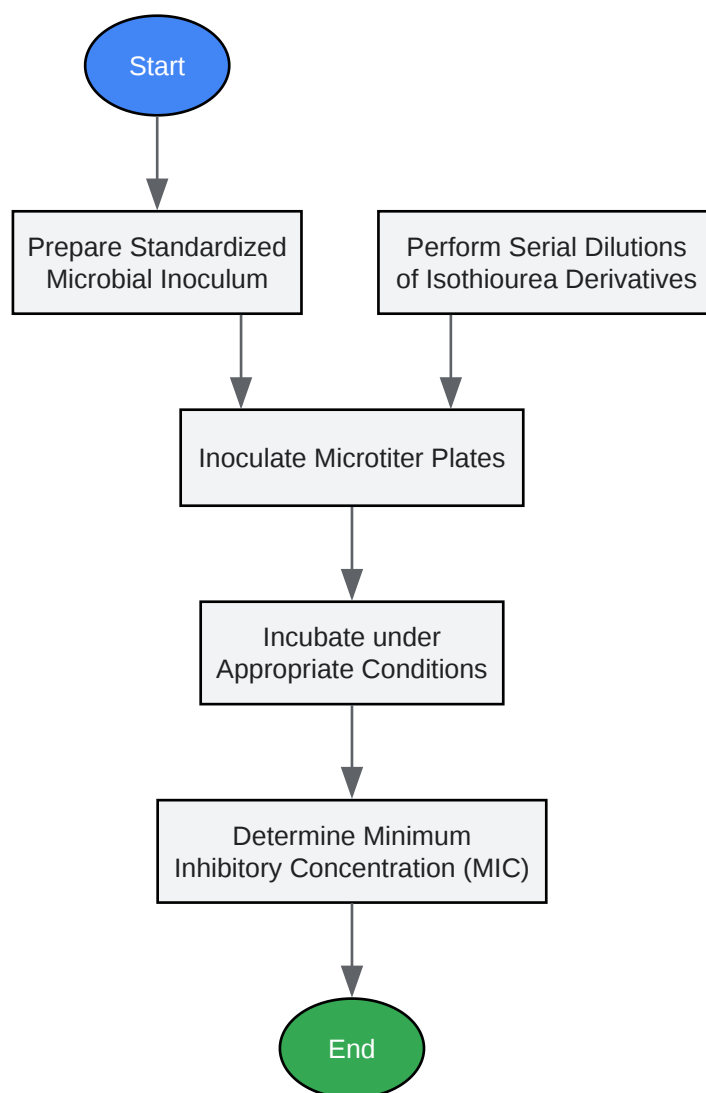 Start
Prepare Standardized
Microbial Inoculum
Perform Serial Dilutions
of Isothiourea Derivatives
Inoculate Microtiter Plates
Incubate under
Appropriate Conditions
Determine Minimum
Inhibitory Concentration (MIC)
End